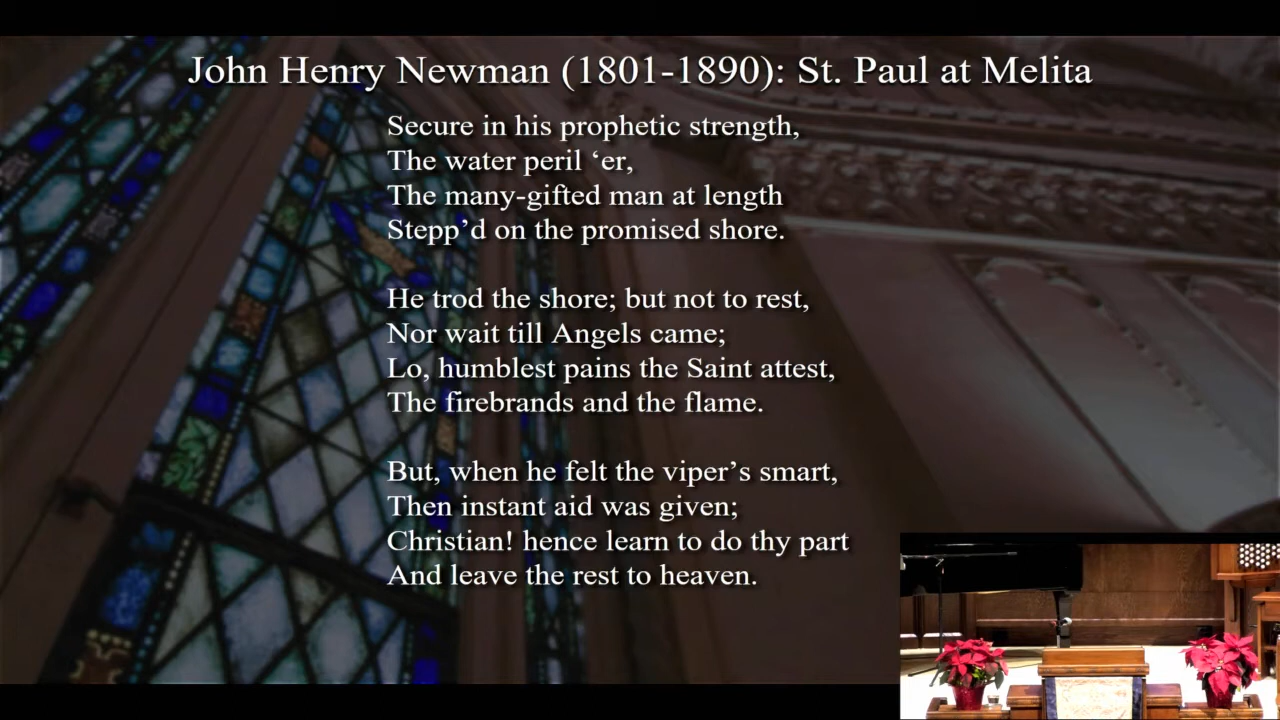 John Henry Newman (1801-1890): St. Paul at Melita
Secure in his prophetic strength,
The water peril ‘er,
The many-gifted man at length
Stepp’d on the promised shore.
He trod the shore; but not to rest,
Nor wait till Angels came;
Lo, humblest pains the Saint attest,
The firebrands and the flame.
But, when he felt the viper’s smart,
Then instant aid was given;
Christian! hence learn to do thy part
And leave the rest to heaven.